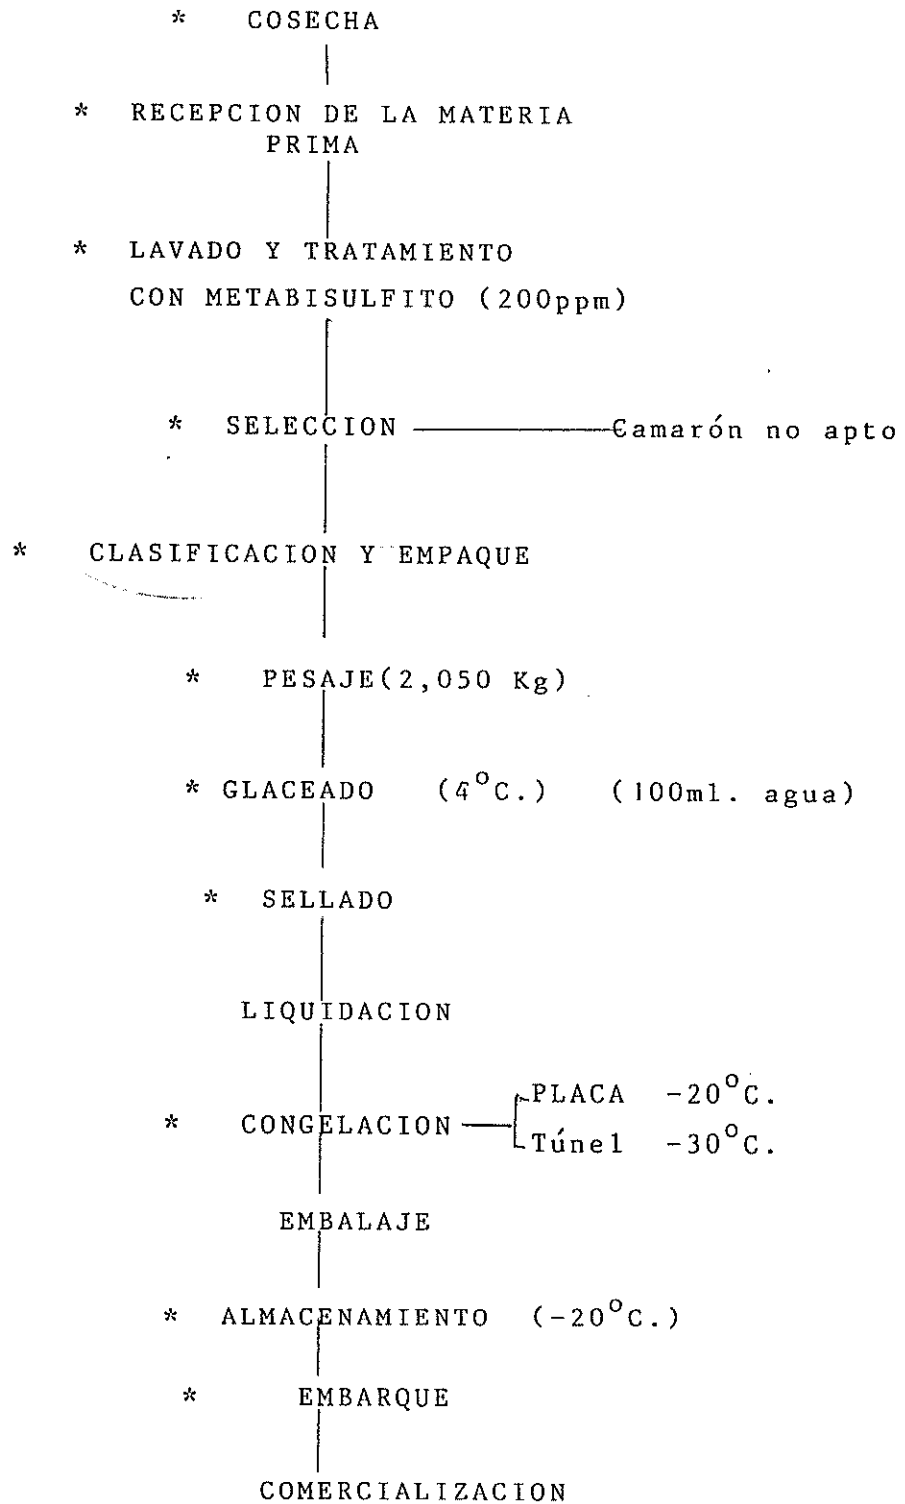 * COSECHA
* RECEPCION DE LA MATERIA
PRIMA
* LAVADO Y TRATAMIENTO
CON METABISULFITO (200ppm)
* SELECCION Camarón no apto
* CLASIFICACION Y EMPAQUE
* PESAJE(2,050 Kg)
* GLACEADO (4°C.) (100ml. agua)
* SELLADO
LIQUIDACION
PLACA -20°C.
* CONGELACION
Túnel -30°C.
EMBALAJE
* ALMACENAMIENTO (-20°C.)
* EMBARQUE
COMERCIALIZACION